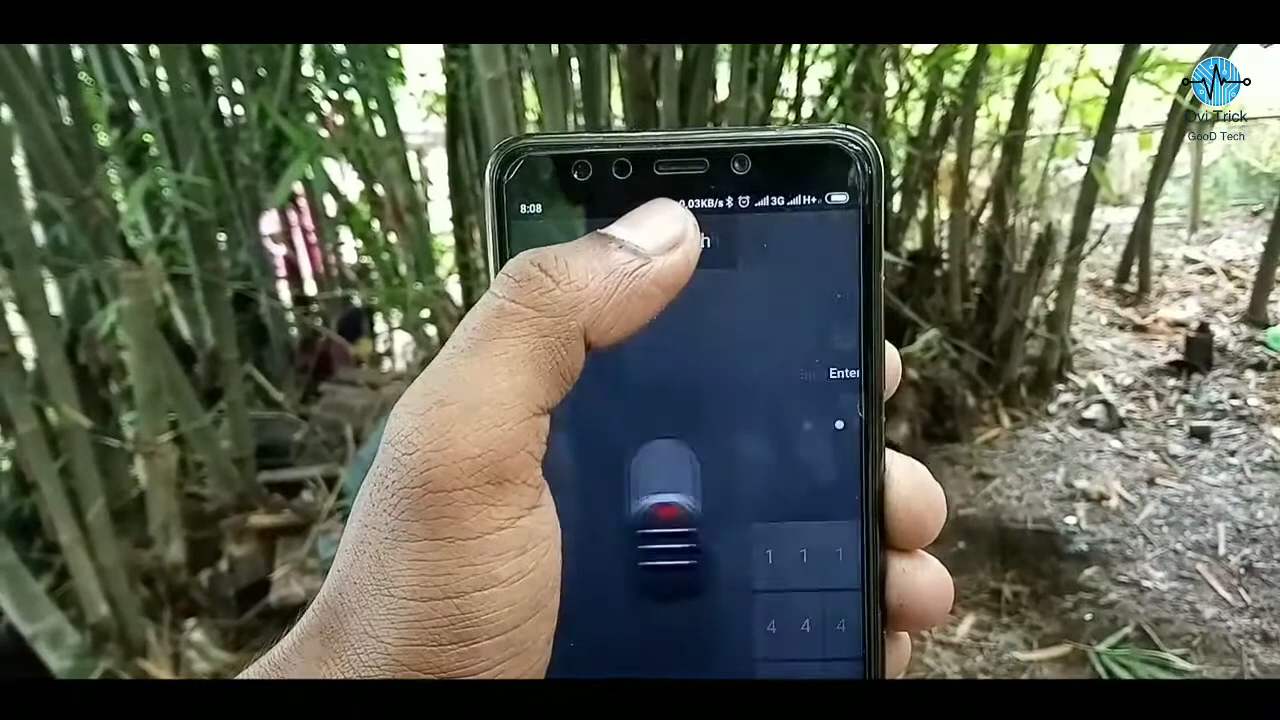 Ovi Trick
GooD Tech
8:08
0.03KB/s 3G H+
h
Enter
1 1 1
4 4 4